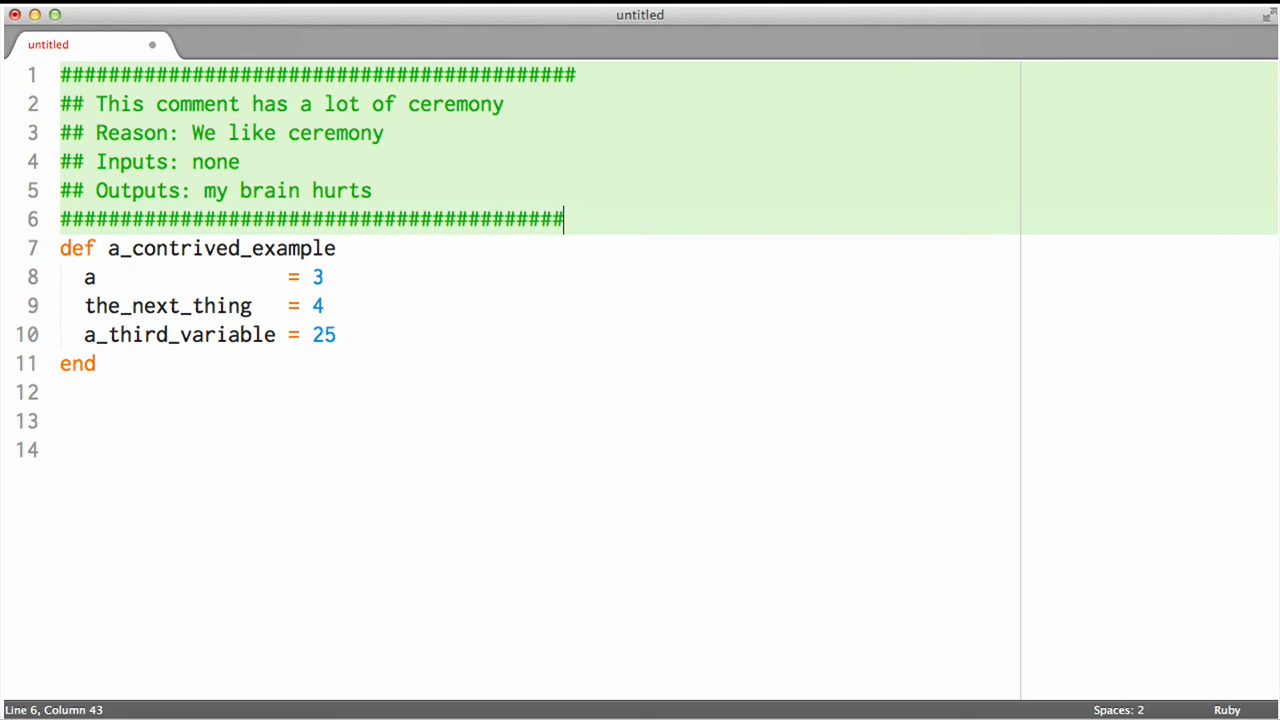 untitled
untitled
1 ###########################################
2 ## This comment has a lot of ceremony
3 ## Reason: We like ceremony
4 ## Inputs: none
5 ## Outputs: my brain hurts
6 ##########################################
7 def a_contrived_example
8   a                = 3
9   the_next_thing   = 4
10   a_third_variable = 25
11 end
12
13
14
Line 6, Column 43 Spaces: 2 Ruby